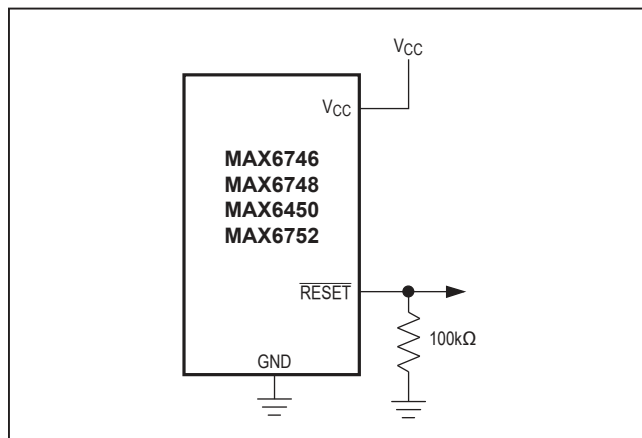 VCC
VCC
MAX6746
MAX6748
MAX6450
MAX6752
RESET
100kΩ
GND